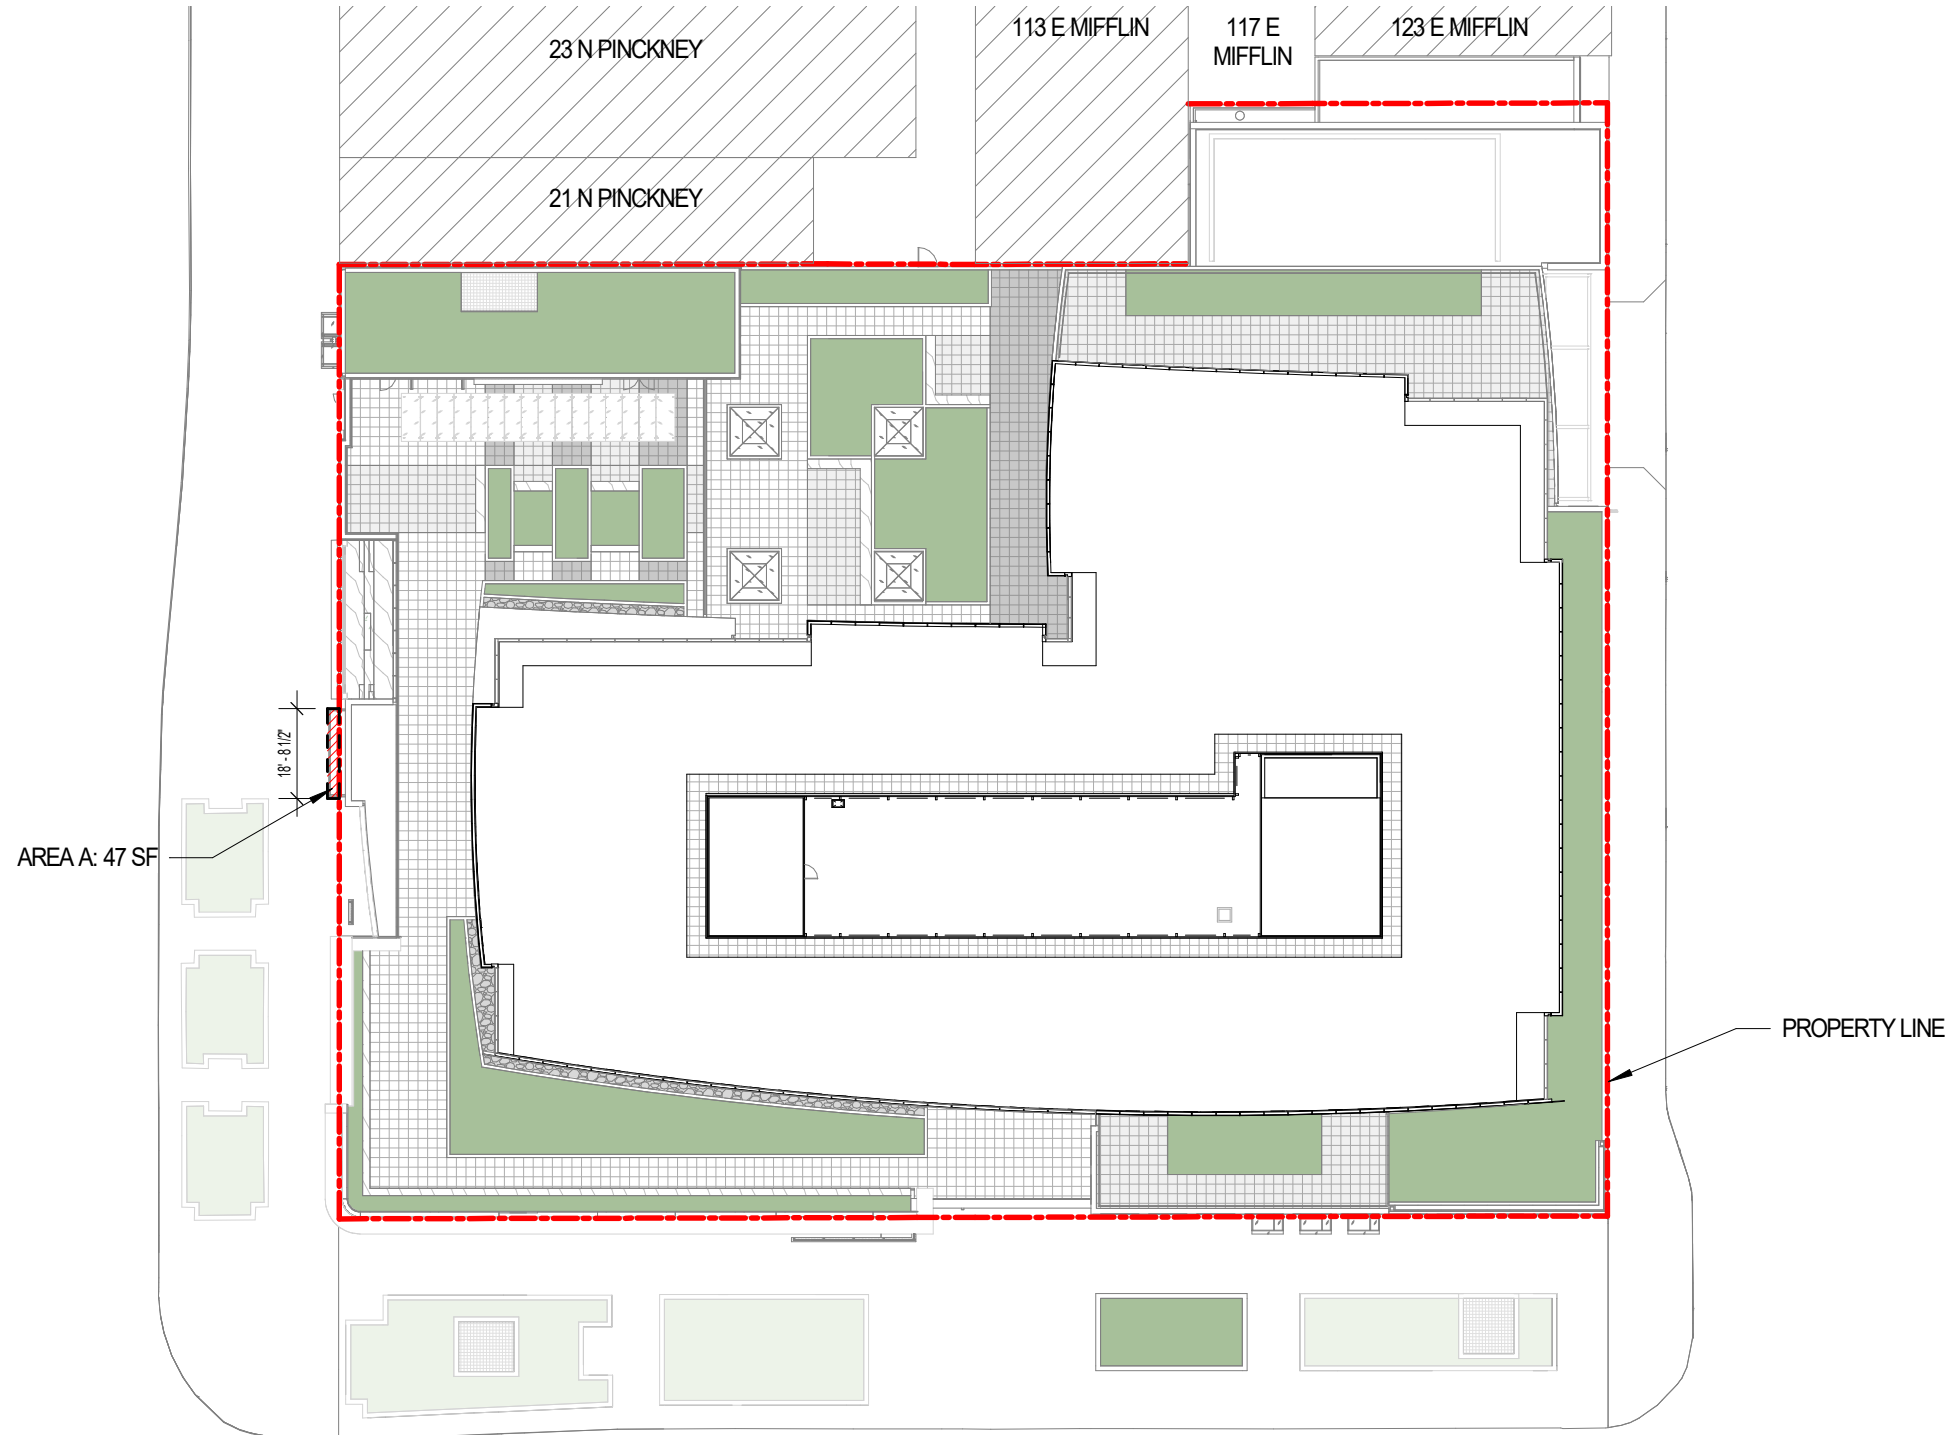 23 N PINCKNEY
113 E MIFFLIN
117 E
MIFFLIN
123 E MIFFLIN
21 N PINCKNEY
18' - 8 1/2"
AREA A: 47 SF
PROPERTY LINE